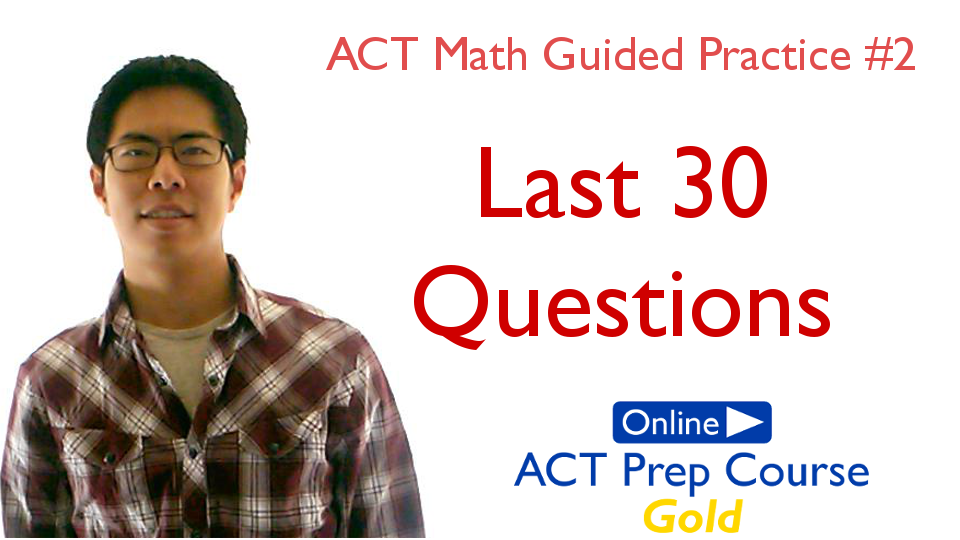 ACT Math Guided Practice #2
Last 30
Questions
Online
ACT Prep Course
Gold